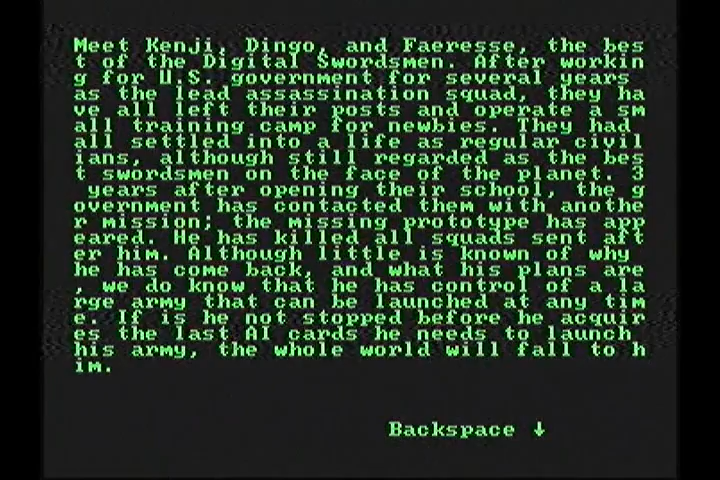 Meet Kenji, Dingo, and Faeresse, the bes
t of the Digital Swordsmen. After workin
g for U.S. government for several years
as the lead assassination squad, they ha
ve all left their posts and operate a sm
all training camp for newbies. They had
all settled into a life as regular civil
ians, although still regarded as the bes
t swordsmen on the face of the planet. 3
years after opening their school, the g
overnment has contacted them with anothe
r mission; the missing prototype has app
eared. He has killed all squads sent aft
er him. Although little is known of why
he has come back, and what his plans are
, we do know that he has control of a la
rge army that can be launched at any tim
e. If is he not stopped before he acquir
es the last AI cards he needs to launch
his army, the whole world will fall to h
im.
Backspace ↓